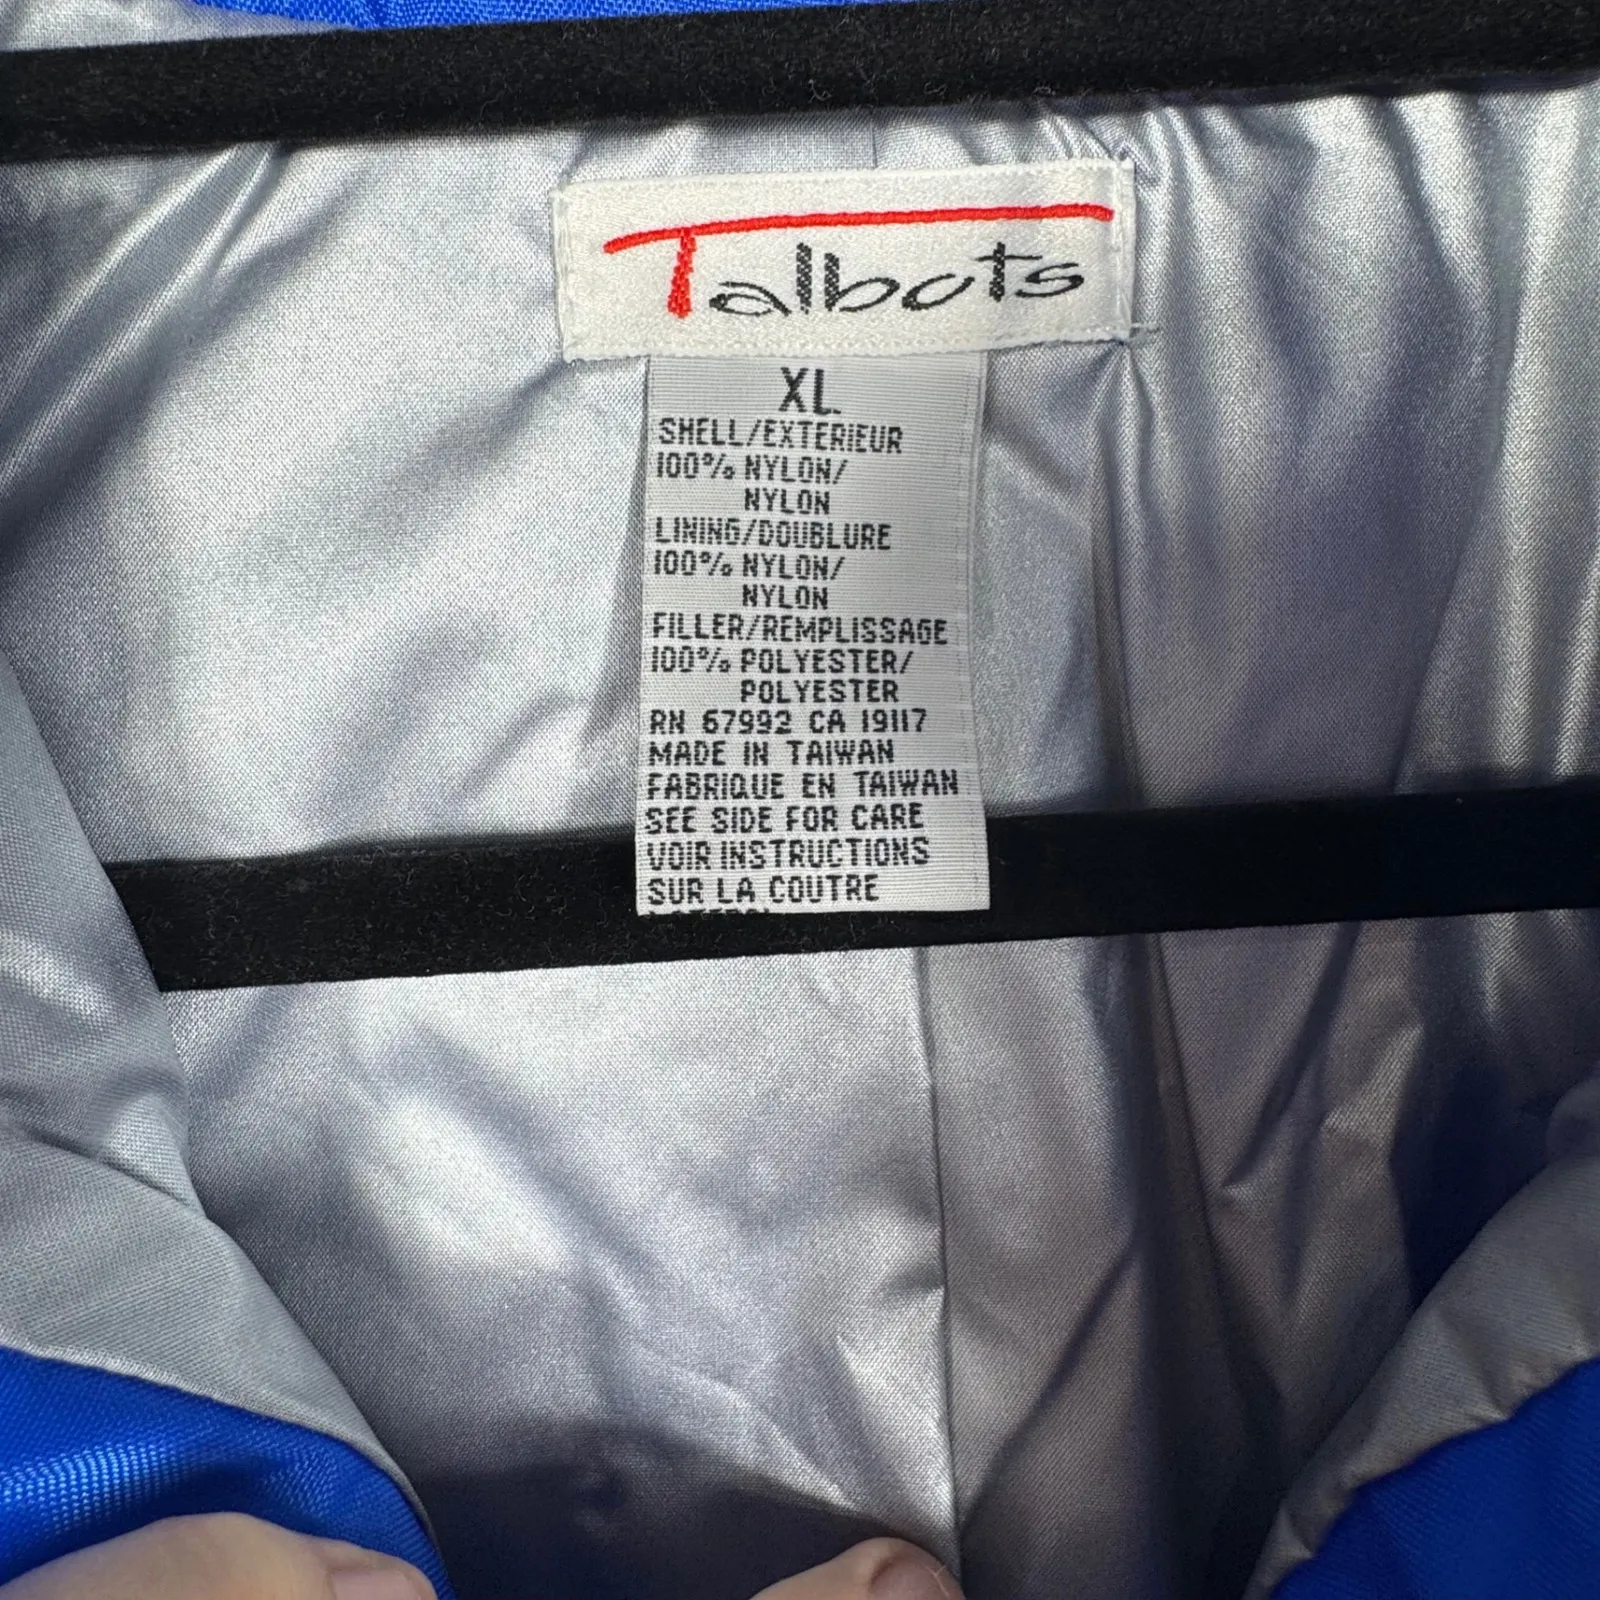 Talbots
XL
SHELL/EXTERIEUR
100% NYLON/
NYLON
LINING/DOUBLURE
100% NYLON/
NYLON
FILLER/REMPLISSAGE
100% POLYESTER/
POLYESTER
RN 67992 CA 19117
MADE IN TAIWAN
FABRIQUE EN TAIWAN
SEE SIDE FOR CARE
VOIR INSTRUCTIONS
SUR LA COUTRE